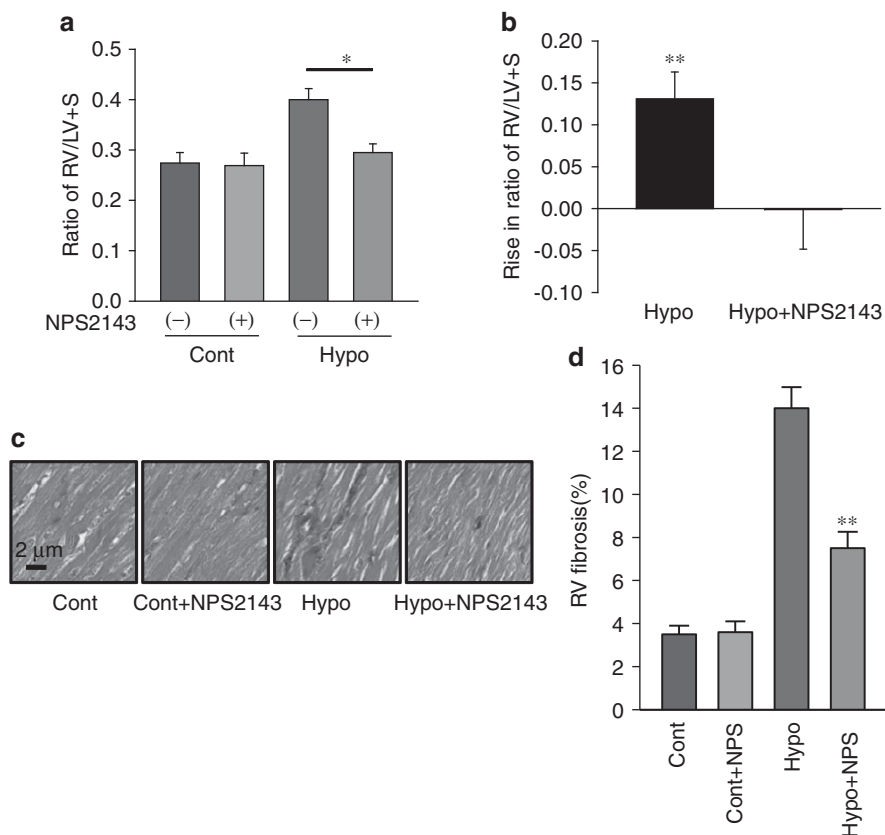 a
Ratio of RV/LV+S
0.5
0.4
0.3
0.2
0.1
0.0
*
NPS2143 (−) (+) (−) (+)
Cont Hypo
b
Rise in ratio of RV/LV+S
0.20
0.15
0.10
0.05
0.00
-0.05
-0.10
**
Hypo Hypo+NPS2143
c
2 μm
Cont Cont+NPS2143 Hypo Hypo+NPS2143
d
RV fibrosis(%)
16
14
12
10
8
6
4
2
0
**
Cont
Cont+NPS
Hypo
Hypo+NPS